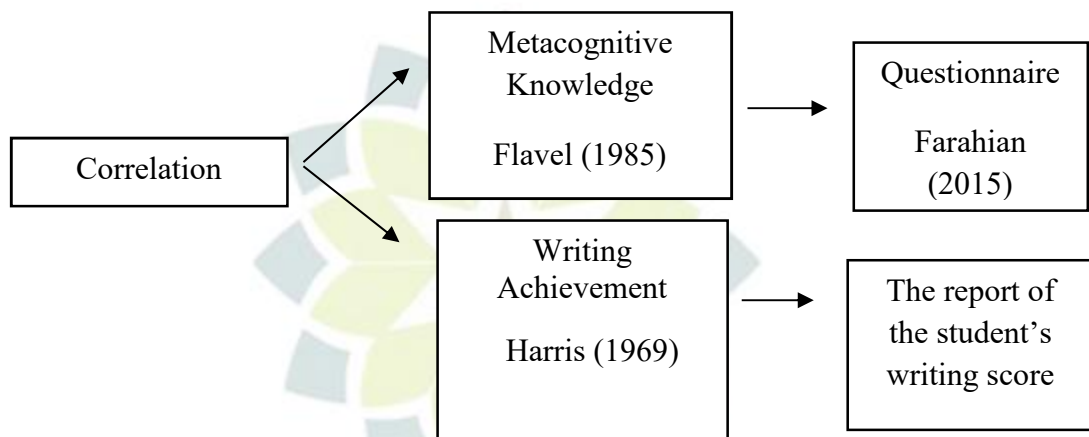 Correlation
Metacognitive
Knowledge
Flavel (1985)
Questionnaire
Farahian
(2015)
Writing
Achievement
Harris (1969)
The report of
the student’s
writing score